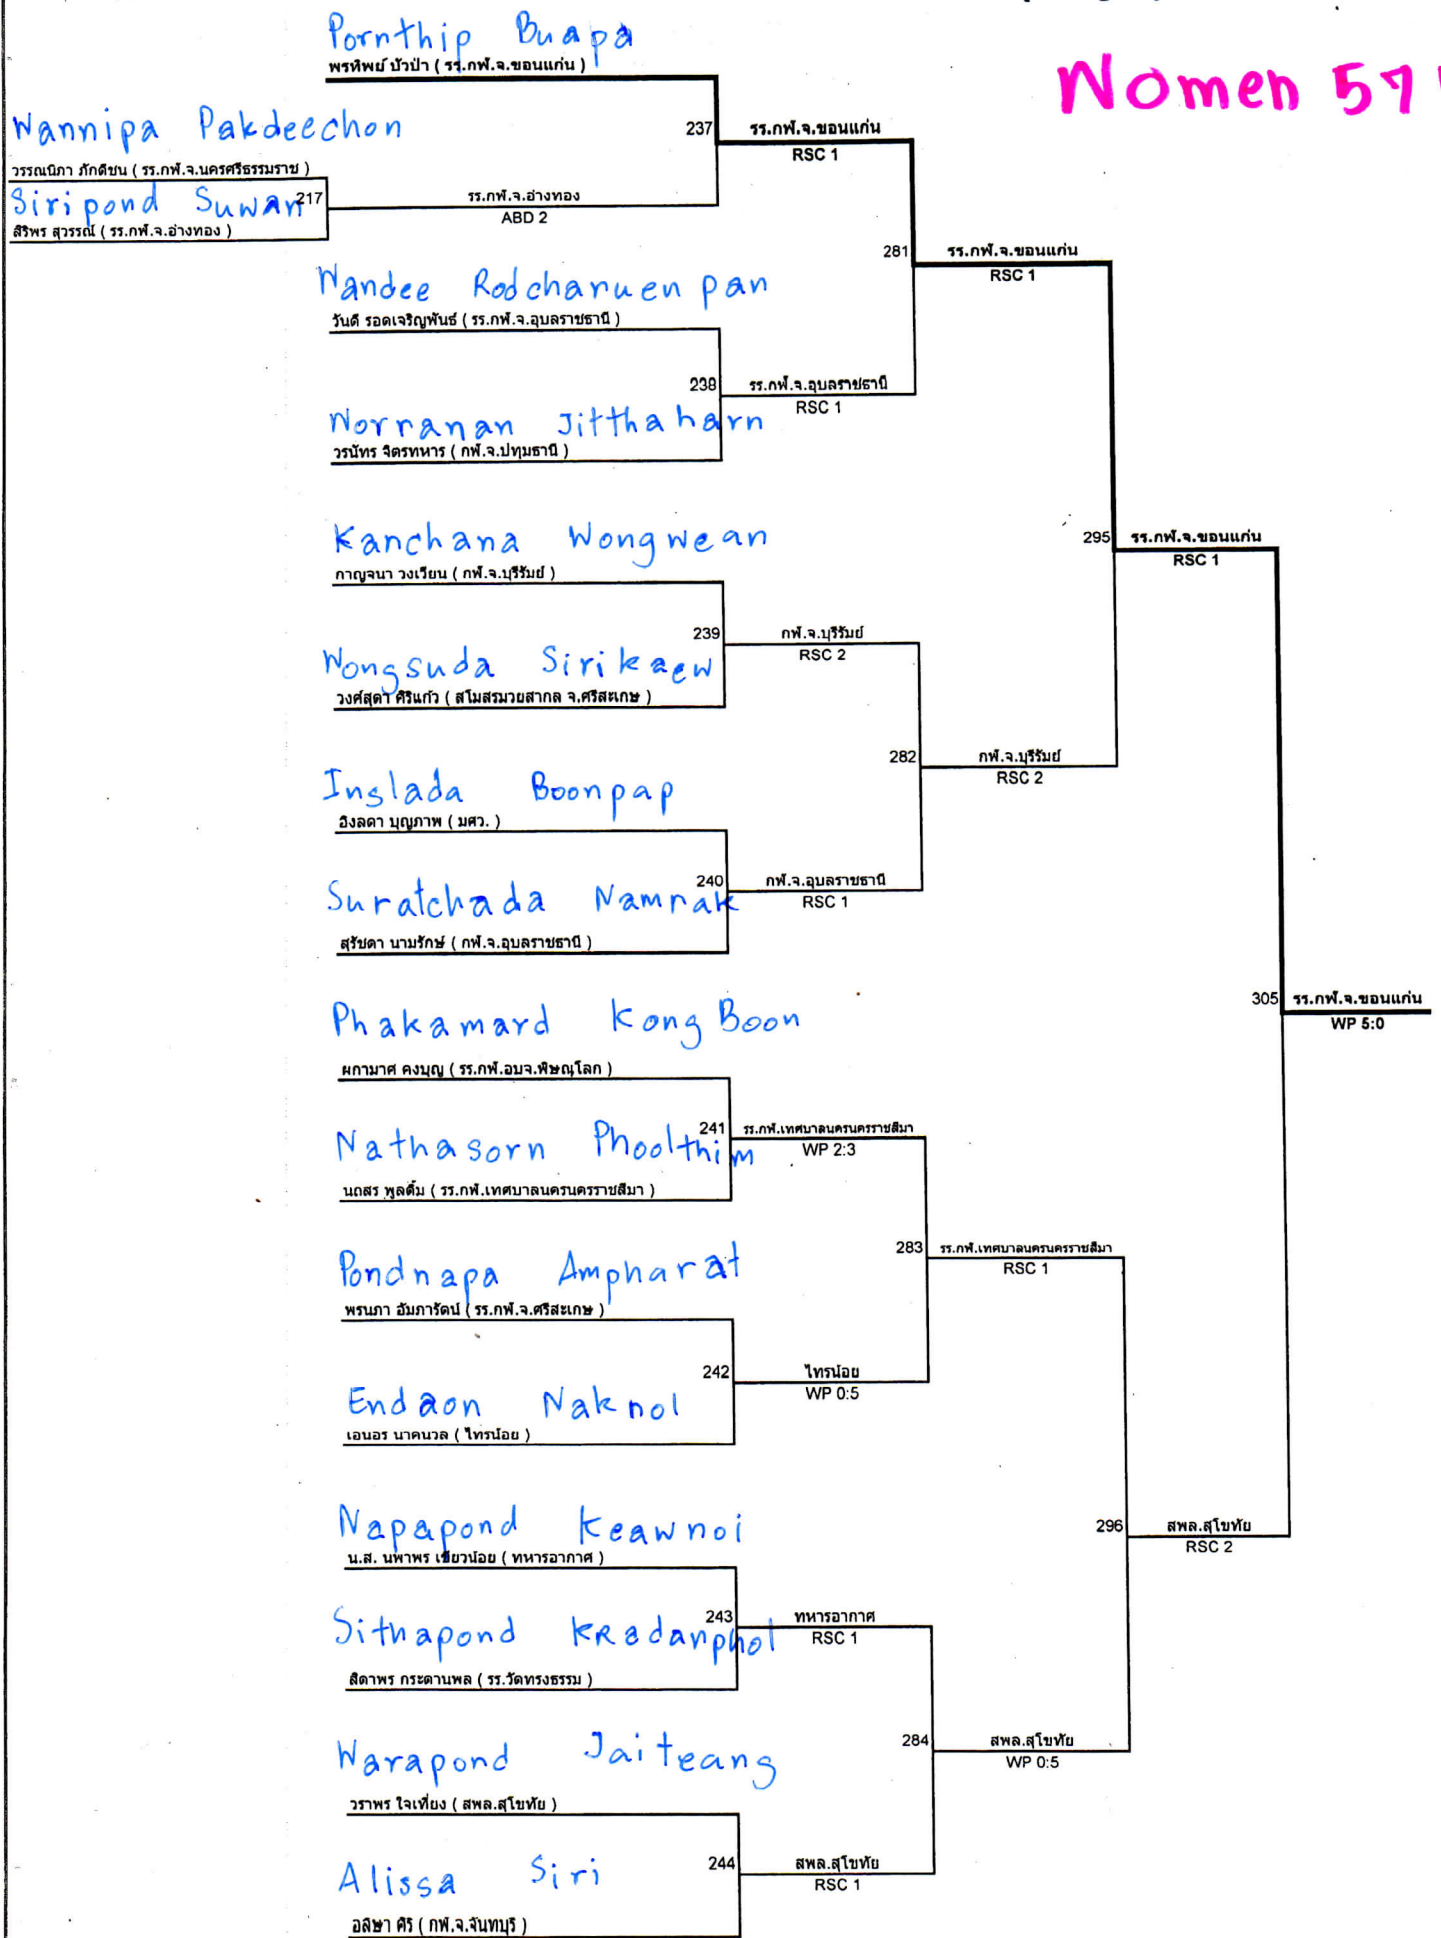 Women 57
Pornthip Buapa
พรทิพย์ บัวป่า ( รร.กฬ.จ.ขอนแก่น )
Wannipa Pakdeechon
237 รร.กฬ.จ.ขอนแก่น
RSC 1
วรรณนิภา ภักดีชน ( รร.กฬ.จ.นครศรีธรรมราช )
Siripond Suwan
217 รร.กฬ.จ.อ่างทอง
ABD 2
สิริพร สุวรรณ์ ( รร.กฬ.จ.อ่างทอง )
281 รร.กฬ.จ.ขอนแก่น
RSC 1
Wandee Rodcharuenpan
วันดี รอดเจริญพันธ์ ( รร.กฬ.จ.อุบลราชธานี )
238 รร.กฬ.จ.อุบลราชธานี
RSC 1
Worranan Jitthaharn
วรนัทร จิตรทหาร ( กฬ.จ.ปทุมธานี )
Kanchana Wongwean
295 รร.กฬ.จ.ขอนแก่น
RSC 1
กาญจนา วงเวียน ( กฬ.จ.บุรีรัมย์ )
239 กฬ.จ.บุรีรัมย์
RSC 2
Wongsuda Sirikaew
วงศ์สุดา ศิริแก้ว ( สโมสรมวยสากล จ.ศรีสะเกษ )
282 กฬ.จ.บุรีรัมย์
RSC 2
Inglada Boonpap
อิงลดา บุญภาพ ( มศว. )
240 กฬ.จ.อุบลราชธานี
RSC 1
Suratchada Namrak
สุรัชดา นามรักษ์ ( กฬ.จ.อุบลราชธานี )
305 รร.กฬ.จ.ขอนแก่น
WP 5:0
Phakamard Kong Boon
ผกามาศ คงบุญ ( รร.กฬ.อบจ.พิษณุโลก )
241 รร.กฬ.เทศบาลนครนครราชสีมา
WP 2:3
Nathasorn Phoolthim
นถสร พูลติ้ม ( รร.กฬ.เทศบาลนครนครราชสีมา )
283 รร.กฬ.เทศบาลนครนครราชสีมา
RSC 1
Pondnapa Ampharat
พรนภา อัมภารัตน์ ( รร.กฬ.จ.ศรีสะเกษ )
242 ไทรน้อย
WP 0:5
Endaon Naknol
เอนอร นาคนวล ( ไทรน้อย )
Napapond Keawnoi
296 สพล.สุโขทัย
RSC 2
น.ส. นพาพร เขียวน้อย ( ทหารอากาศ )
243 ทหารอากาศ
RSC 1
Sithapond Kradanphol
สิตาพร กระดานพล ( รร.วัดทรงธรรม )
284 สพล.สุโขทัย
WP 0:5
Warapond Jaiteang
วราพร ใจเที่ยง ( สพล.สุโขทัย )
244 สพล.สุโขทัย
RSC 1
Alissa Siri
อลิษา ศิริ ( กฬ.จ.จันทบุรี )